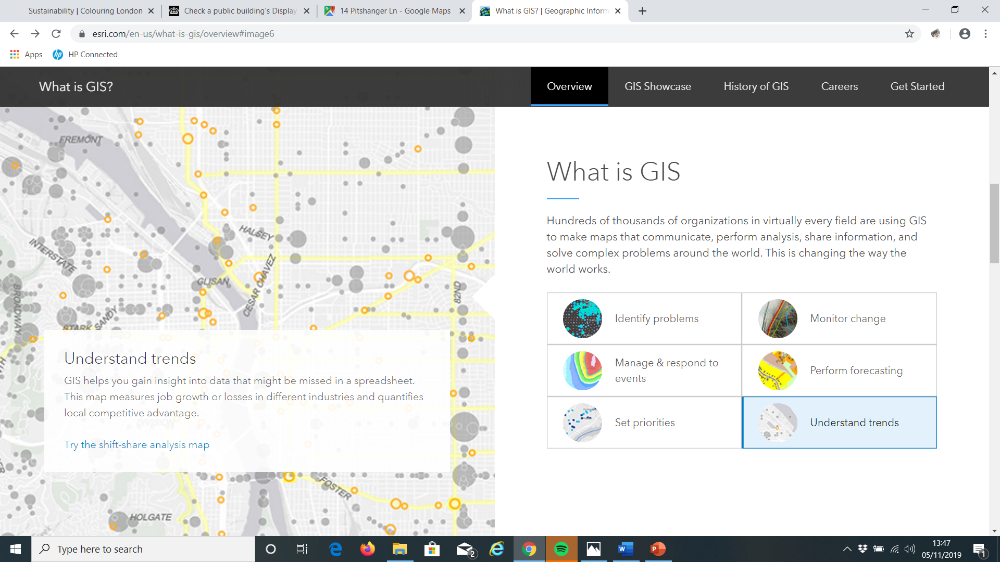 Sustainability | Colouring London
Check a public building's Display
14 Pitshanger Ln - Google Maps
What is GIS? | Geographic Inform
esri.com/en-us/what-is-gis/overview#image6
Apps
HP Connected
What is GIS?
Overview
GIS Showcase
History of GIS
Careers
Get Started
FREMONT
HALSEY
INTERSTATE
GLISAN
CESAR CHAVEZ
82ND
BROADWAY
SANDY
STARK
Understand trends
GIS helps you gain insight into data that might be missed in a spreadsheet.
This map measures job growth or losses in different industries and quantifies
local competitive advantage.
DIVISION
Try the shift-share analysis map
FOSTER
HOLGATE
What is GIS
Hundreds of thousands of organizations in virtually every field are using GIS
to make maps that communicate, perform analysis, share information, and
solve complex problems around the world. This is changing the way the
world works.
Identify problems
Monitor change
Manage & respond to
events
Perform forecasting
Set priorities
Understand trends
Type here to search
2
13:47
05/11/2019
1